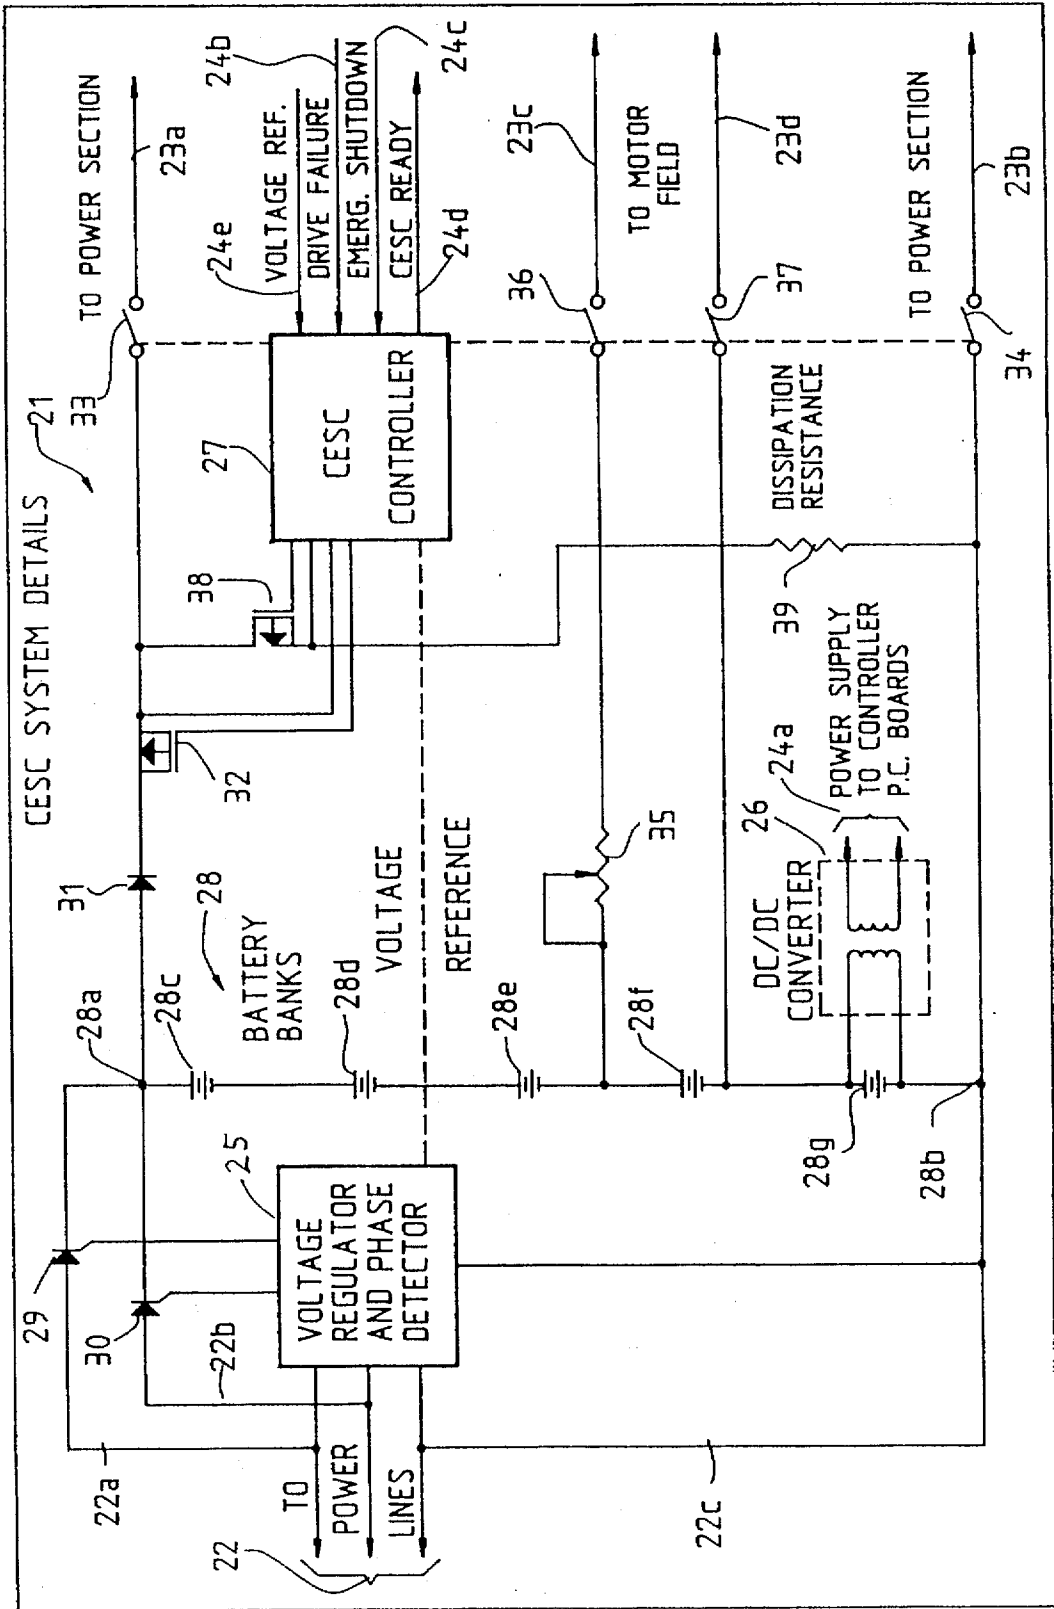 CESC SYSTEM DETAILS
21
TO POWER SECTION
23a
33
24b
24c
24e
VOLTAGE REF.
DRIVE FAILURE
EMERG. SHUTDOWN
CESC READY
24d
27
CESC
CONTROLLER
38
32
31
28a
28
BATTERY
BANKS
28c
28d
28e
28f
28g
28b
VOLTAGE
REFERENCE
29
30
25
VOLTAGE
REGULATOR
AND PHASE
DETECTOR
22a
22b
22c
TO
POWER
LINES
22
35
36
37
23c
TO MOTOR
FIELD
23d
DISSIPATION
RESISTANCE
39
34
TO POWER SECTION
23b
DC/DC
CONVERTER
26
24a
POWER SUPPLY
TO CONTROLLER
P.C. BOARDS